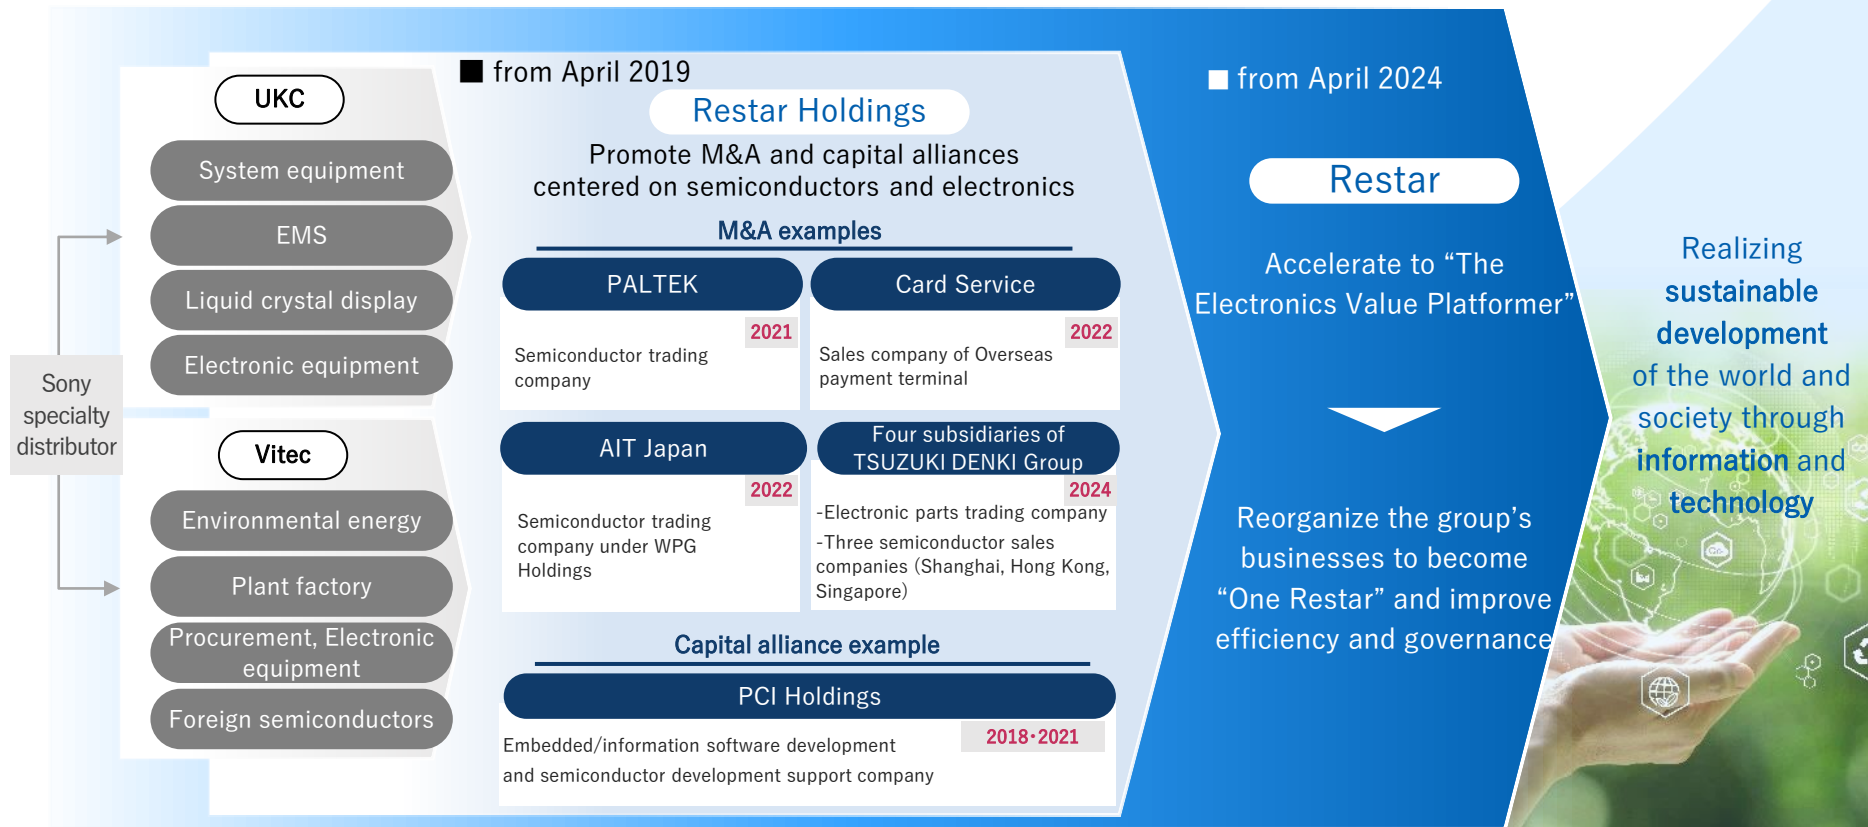 Sony
specialty
distributor
UKC
System equipment
EMS
Liquid crystal display
Electronic equipment
Vitec
Environmental energy
Plant factory
Procurement, Electronic
equipment
Foreign semiconductors
■ from April 2019
Restar Holdings
Promote M&A and capital alliances
centered on semiconductors and electronics
M&A examples
PALTEK
2021
Semiconductor trading
company
Card Service
2022
Sales company of Overseas
payment terminal
AIT Japan
2022
Semiconductor trading
company under WPG
Holdings
Four subsidiaries of
TSUZUKI DENKI Group
2024
-Electronic parts trading company
-Three semiconductor sales
companies (Shanghai, Hong Kong,
Singapore)
Capital alliance example
PCI Holdings
2018・2021
Embedded/information software development
and semiconductor development support company
■ from April 2024
Restar
Accelerate to “The
Electronics Value Platformer”
Reorganize the group’s
businesses to become
“One Restar” and improve
efficiency and governance
Realizing
sustainable
development
of the world and
society through
information and
technology